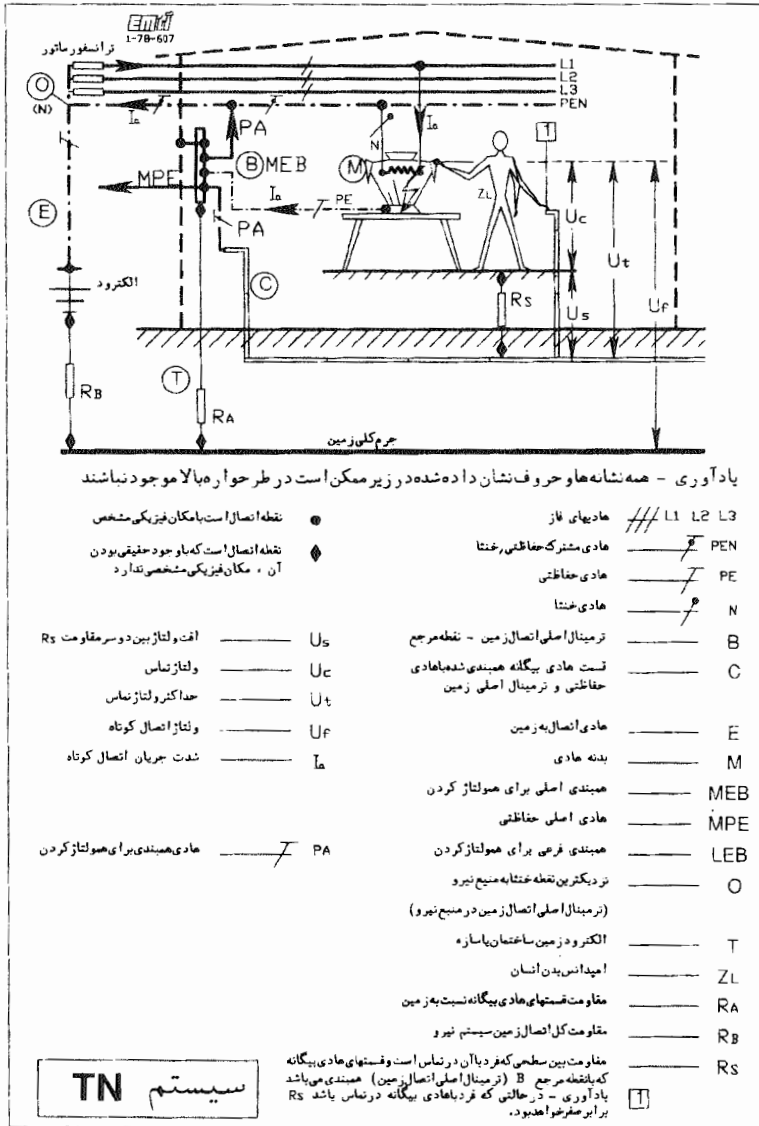 emri
1-78-607
ترانسفورماتور
L1
L2
L3
PEN
O
(N)
Ia
PA
N
Ia
1
B MEB
M
MPE
Ia
PE
ZL
E
PA
Uc
Ut
C
RS
Us
Uf
الکترود
T
RB
RA
جرم کلی زمین
یادآوری - همه نشانه‌ها و حروف نشان داده شده در زیر ممکن است در طرحواره بالا موجود نباشند
L1 L2 L3 هادیهای فاز
PEN هادی مشترک حفاظتی، خنثا
PE هادی حفاظتی
N هادی خنثا
B ترمینال اصلی اتصال زمین - نقطه مرجع
C قسمت هادی بیگانه همبندی شده باهادی
حفاظتی و ترمینال اصلی زمین
E هادی اتصال به زمین
M بدنه هادی
MEB همبندی اصلی برای همولتاژ کردن
MPE هادی اصلی حفاظتی
LEB همبندی فرعی برای همولتاژ کردن
O نزدیکترین نقطه خنثا به منبع نیرو
(ترمینال اصلی اتصال زمین در منبع نیرو)
T الکترود زمین ساختمان یا سازه
ZL امپدانس بدن انسان
RA مقاومت قسمتهای هادی بیگانه نسبت به زمین
RB مقاومت کل اتصال زمین سیستم نیرو
RS مقاومت بین سطحی که فرد با آن در تماس است و قسمتهای هادی بیگانه
که با نقطه مرجع B (ترمینال اصلی اتصال زمین) همبندی می باشد
1 یادآوری - در حالتی که فرد باهادی بیگانه در تماس باشد RS
برابر صفر خواهد بود.
نقطه اتصال است با مکان فیزیکی مشخص
نقطه اتصال است که با وجود حقیقی بودن
آن ، مکان فیزیکی مشخصی ندارد
Us افت ولتاژ بین دو سر مقاومت RS
Uc ولتاژ تماس
Ut حداکثر ولتاژ تماس
Uf ولتاژ اتصال کوتاه
Ia شدت جریان اتصال کوتاه
PA هادی همبندی برای همولتاژ کردن
سیستم TN